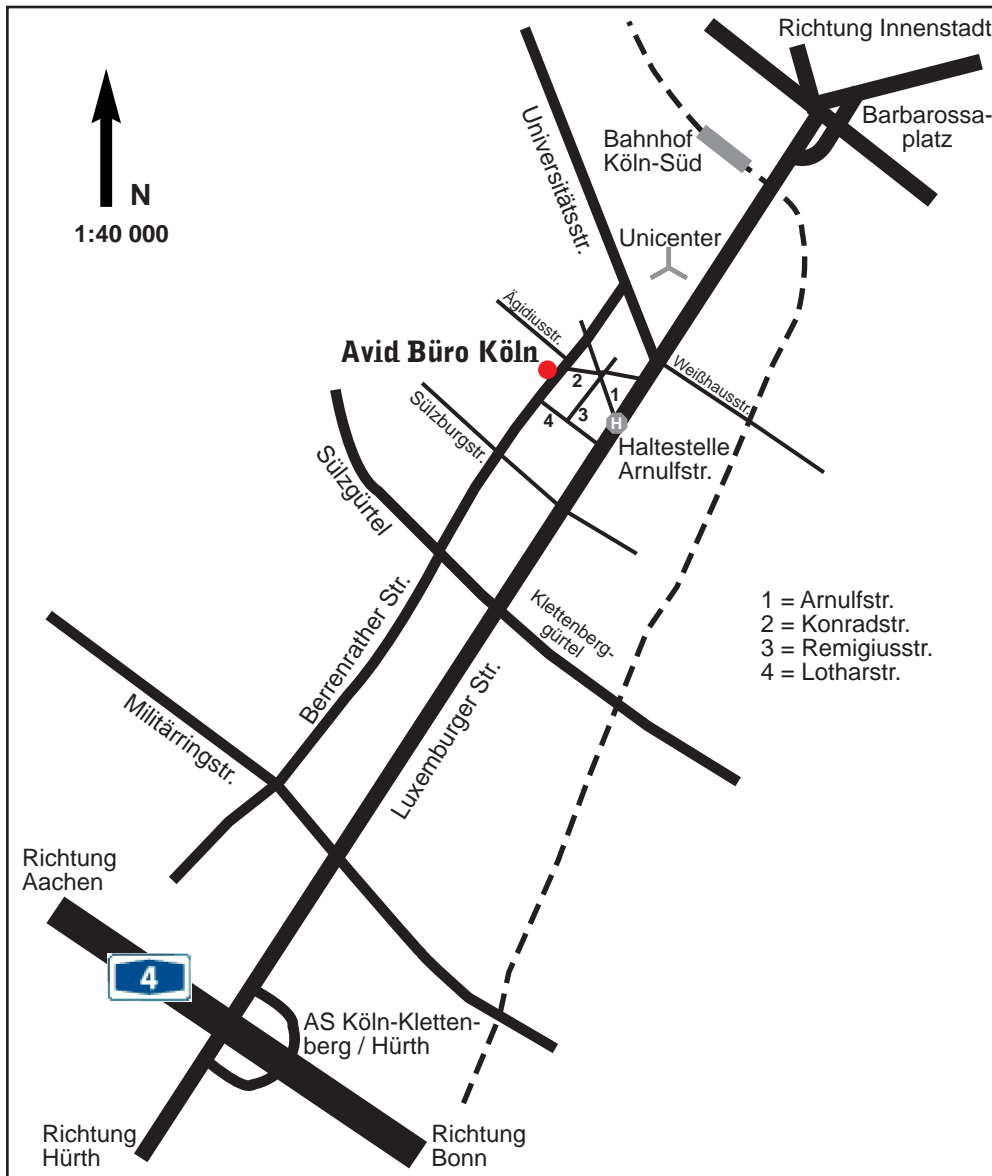 Richtung Innenstadt
Barbarossa-
platz
Bahnhof
Köln-Süd
Universitätsstr.
N
1:40 000
Unicenter
Ägidiusstr.
Avid Büro Köln
2
1
3
4
H
Weißhausstr.
Haltestelle
Arnulfstr.
Sülzburgstr.
Sülzgürtel
Klettenberg-
gürtel
1 = Arnulfstr.
2 = Konradstr.
3 = Remigiusstr.
4 = Lotharstr.
Berrenrather Str.
Luxemburger Str.
Militärringstr.
Richtung
Aachen
4
AS Köln-Kletten-
berg / Hürth
Richtung
Hürth
Richtung
Bonn